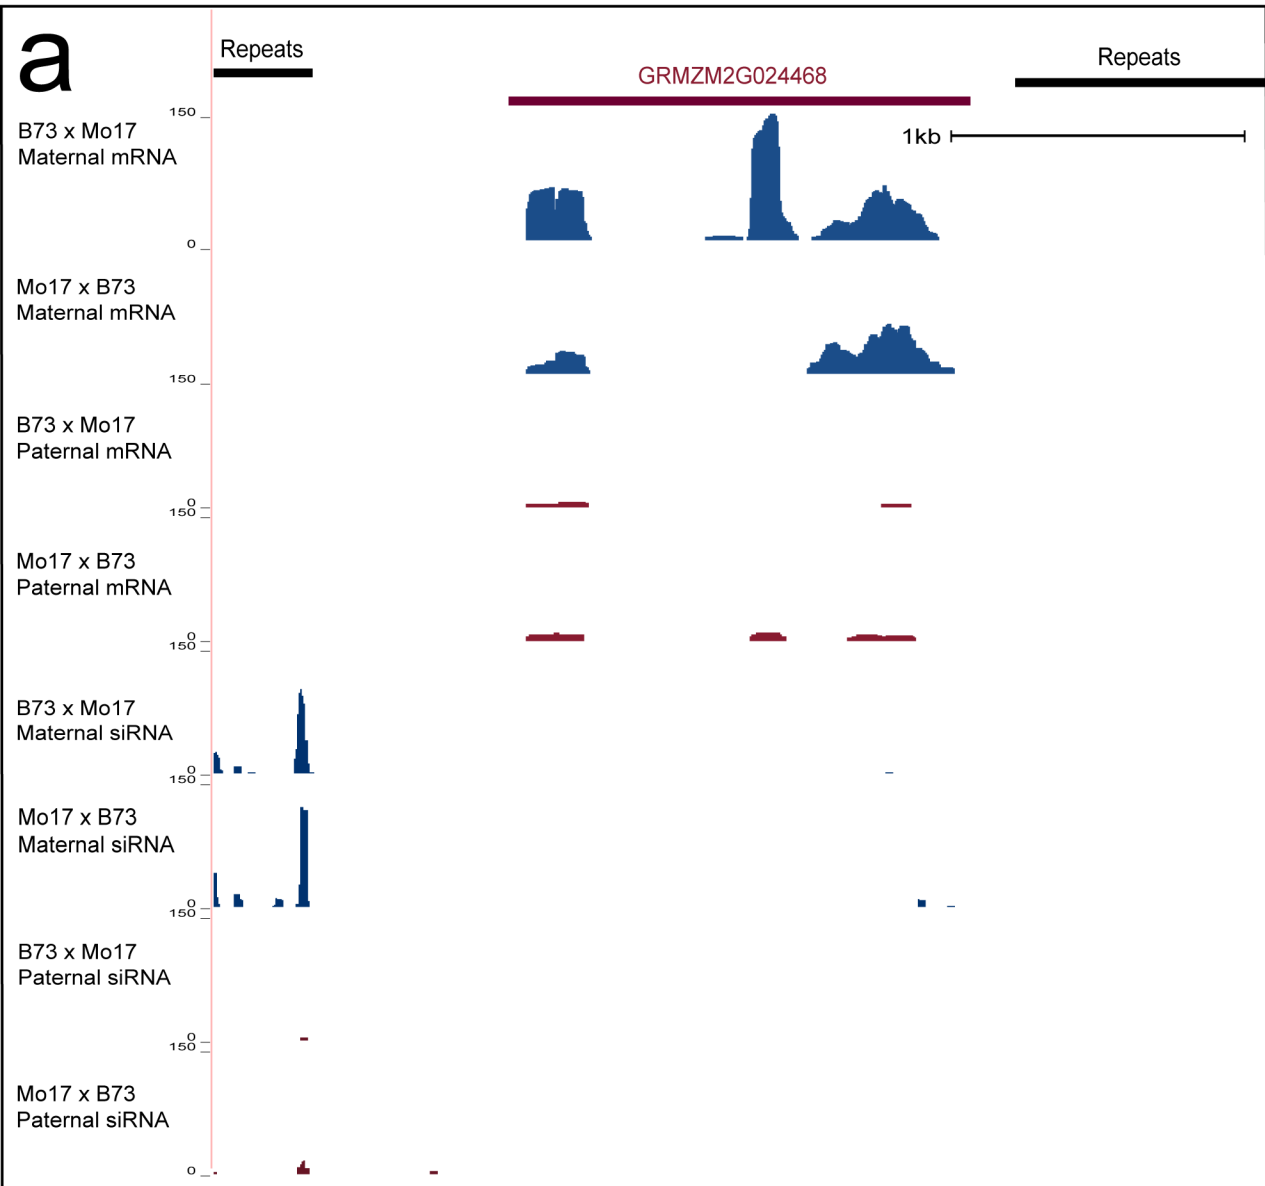 a
Repeats
GRMZM2G024468
Repeats
1kb
150
B73 x Mo17
Maternal mRNA
0
Mo17 x B73
Maternal mRNA
150
B73 x Mo17
Paternal mRNA
0
150
Mo17 x B73
Paternal mRNA
0
150
B73 x Mo17
Maternal siRNA
0
150
Mo17 x B73
Maternal siRNA
0
150
B73 x Mo17
Paternal siRNA
0
150
Mo17 x B73
Paternal siRNA
0